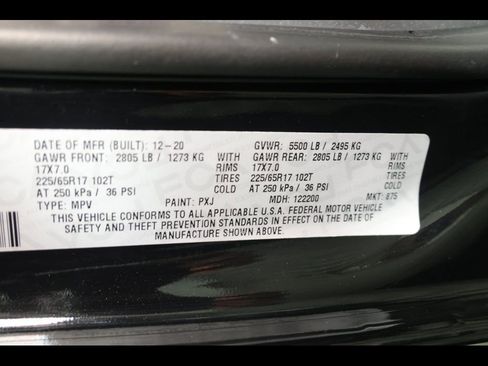 DATE OF MFR (BUILT): 12-20 GVWR: 5500 LB / 2495 KG
GAWR FRONT: 2805 LB / 1273 KG WITH GAWR REAR: 2805 LB / 1273 KG WITH
17X7.0 RIMS 17X7.0 RIMS
225/65R17 102T TIRES 225/65R17 102T TIRES
AT 250 kPa / 36 PSI COLD AT 250 kPa / 36 PSI COLD
TYPE: MPV PAINT: PXJ MDH: 122200 MKT: 875
THIS VEHICLE CONFORMS TO ALL APPLICABLE U.S.A. FEDERAL MOTOR VEHICLE
SAFETY AND THEFT PREVENTION STANDARDS IN EFFECT ON THE DATE OF
MANUFACTURE SHOWN ABOVE.